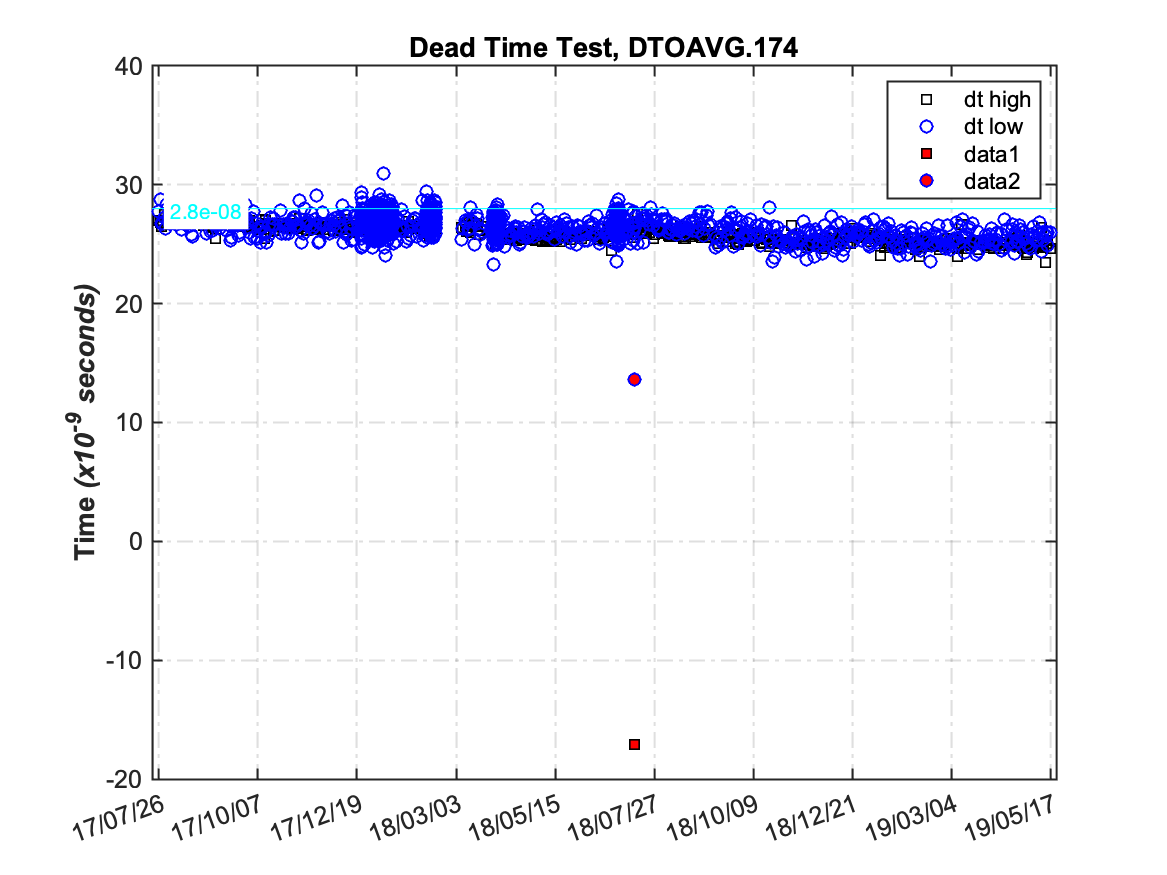 Dead Time Test, DTOAVG.174
40
30
20
10
0
-10
-20
Time (x10⁻⁹ seconds)
2.8e-08
dt high
dt low
data1
data2
17/07/26
17/10/07
17/12/19
18/03/03
18/05/15
18/07/27
18/10/09
18/12/21
19/03/04
19/05/17